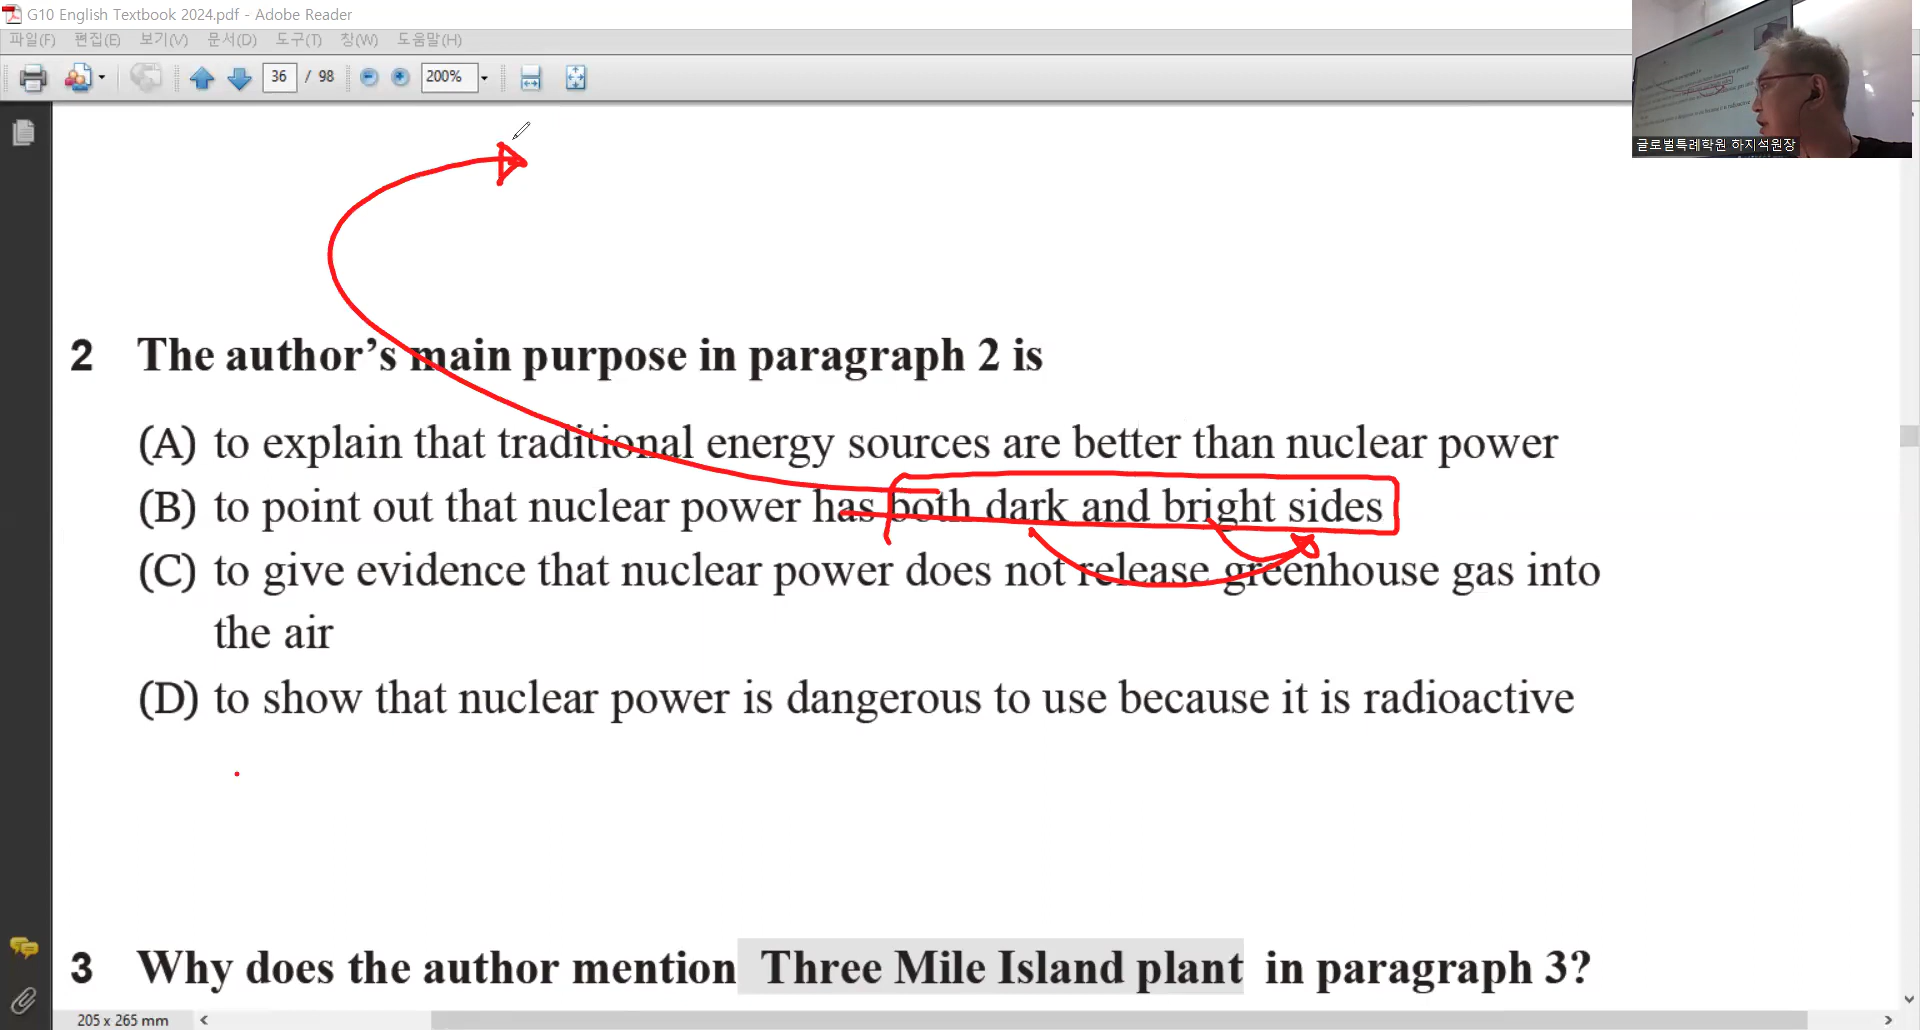 G10 English Textbook 2024.pdf - Adobe Reader
파일(F) 편집(E) 보기(V) 문서(D) 도구(T) 창(W) 도움말(H)
36 / 98 200%
글로벌특례학원 하지석원장
2 The author's main purpose in paragraph 2 is
(A) to explain that traditional energy sources are better than nuclear power
(B) to point out that nuclear power has both dark and bright sides
(C) to give evidence that nuclear power does not release greenhouse gas into
the air
(D) to show that nuclear power is dangerous to use because it is radioactive
3 Why does the author mention Three Mile Island plant in paragraph 3?
205 x 265 mm